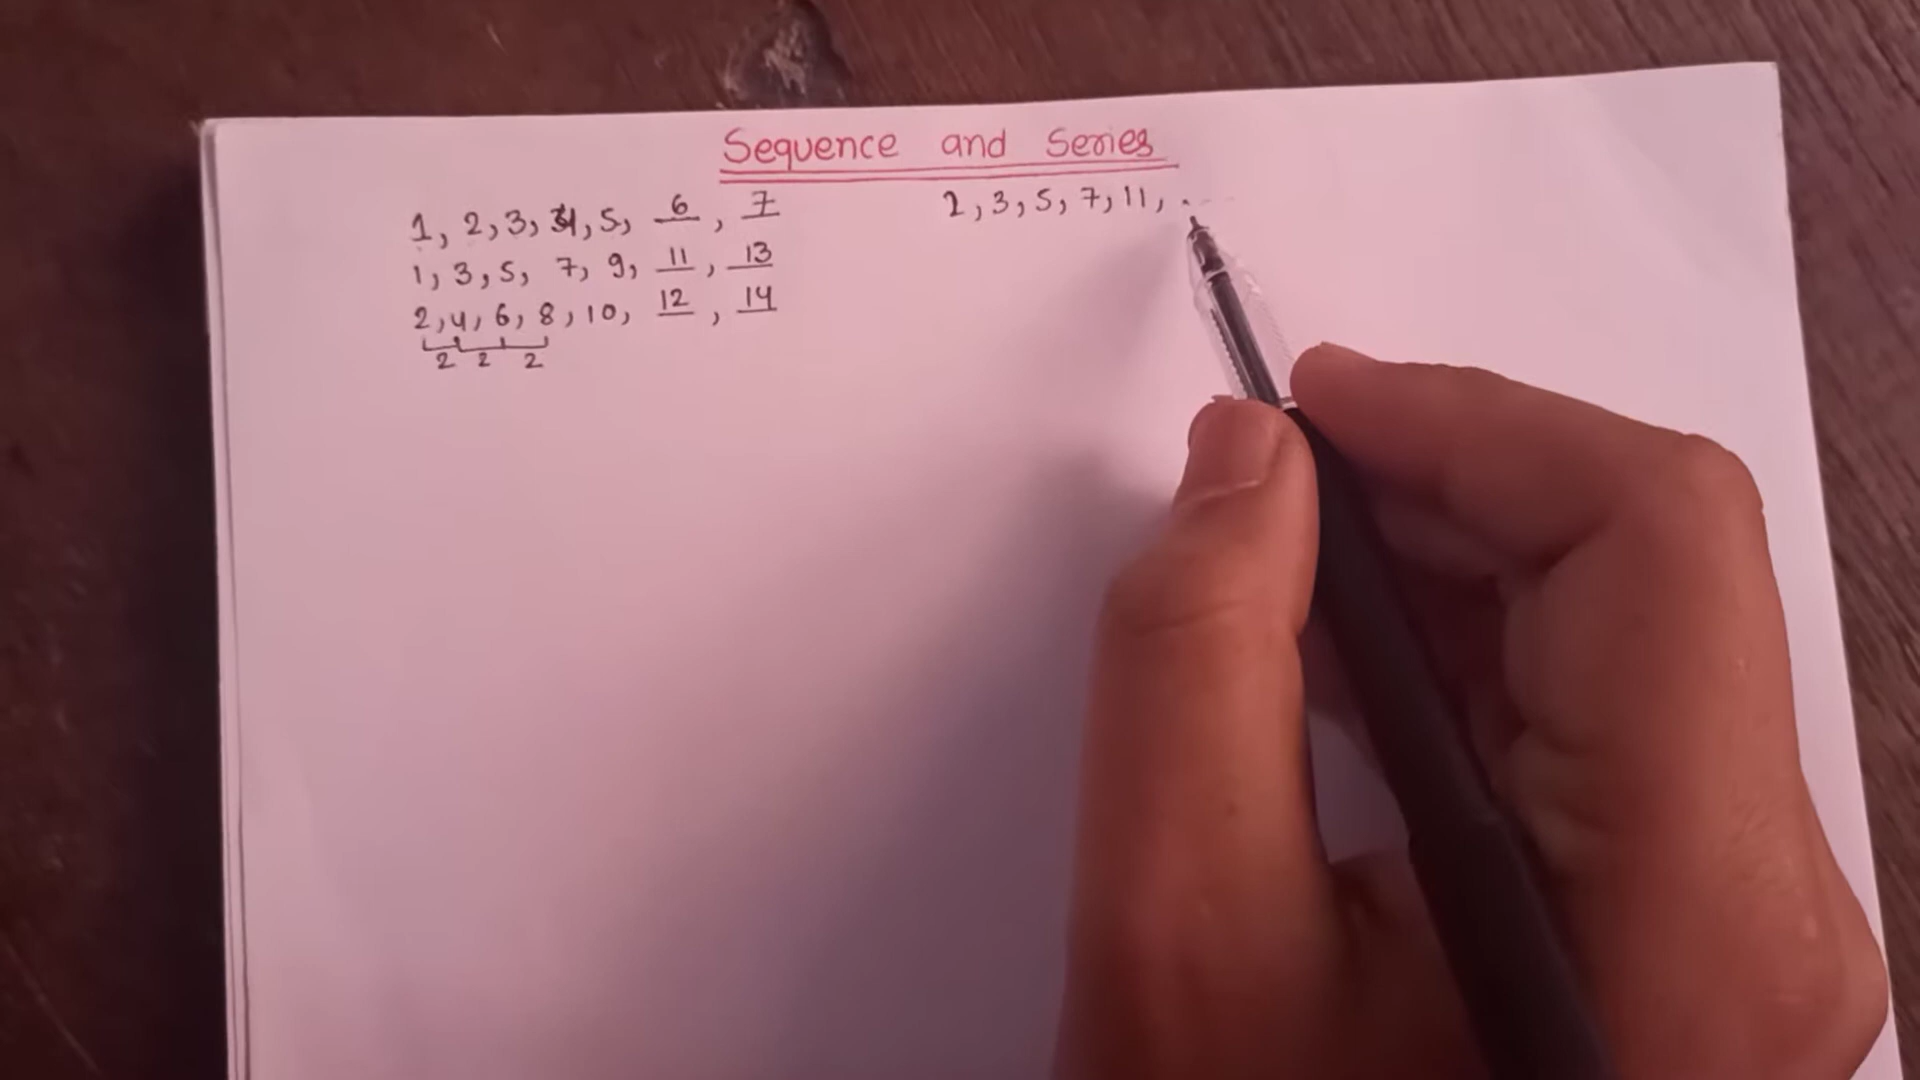 Sequence and Series
1, 2, 3, 4, 5, 6, 7
1, 3, 5, 7, 9, 11, 13
2, 4, 6, 8, 10, 12, 14
2 2 2
2, 3, 5, 7, 11, ...